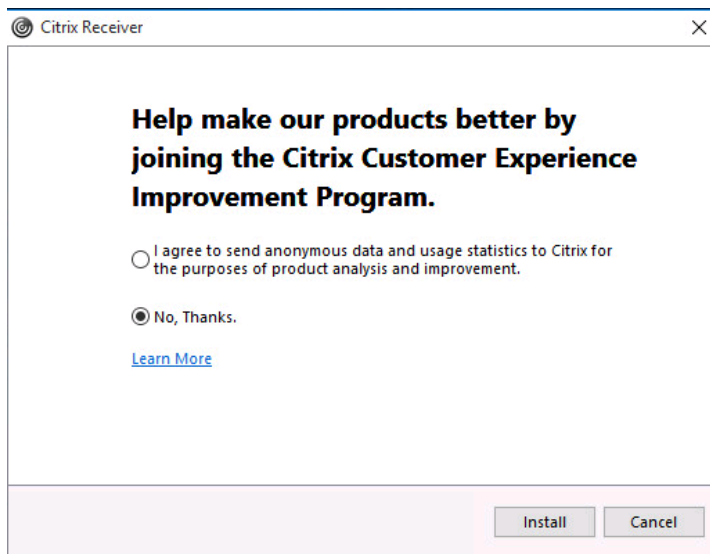 Citrix Receiver
Help make our products better by
joining the Citrix Customer Experience
Improvement Program.
I agree to send anonymous data and usage statistics to Citrix for
the purposes of product analysis and improvement.
No, Thanks.
Learn More
Install Cancel